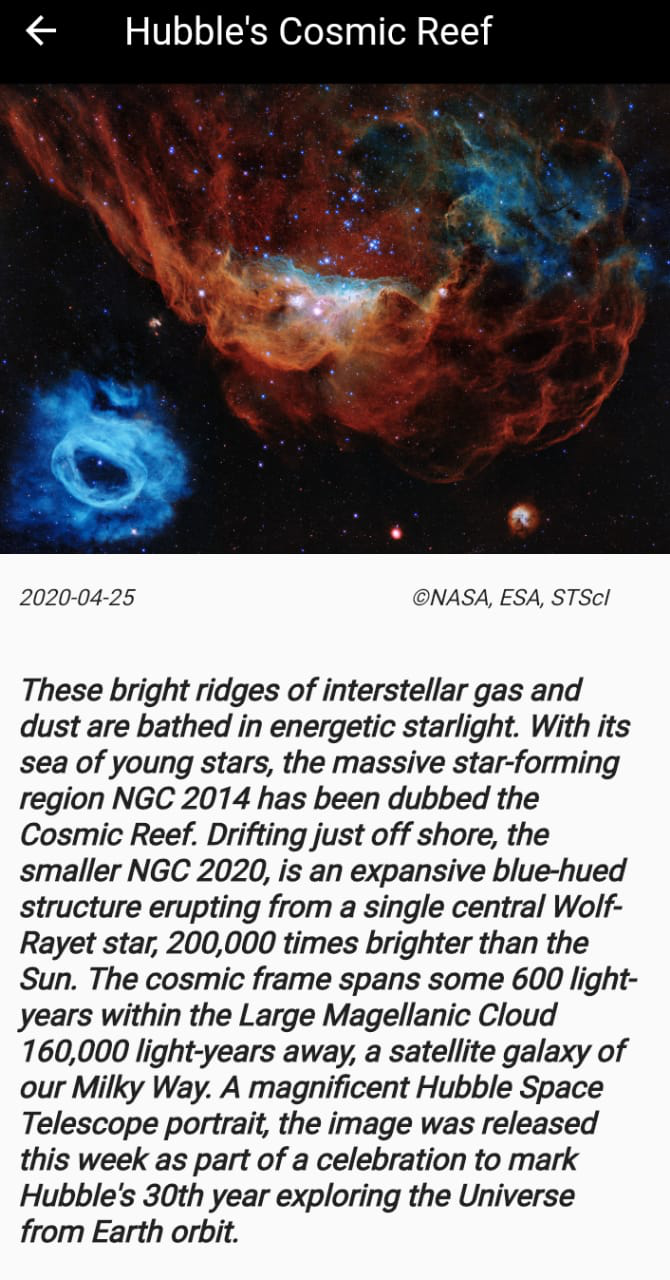 Hubble's Cosmic Reef
2020-04-25 ©NASA, ESA, STScI
These bright ridges of interstellar gas and
dust are bathed in energetic starlight. With its
sea of young stars, the massive star-forming
region NGC 2014 has been dubbed the
Cosmic Reef. Drifting just off shore, the
smaller NGC 2020, is an expansive blue-hued
structure erupting from a single central Wolf-
Rayet star, 200,000 times brighter than the
Sun. The cosmic frame spans some 600 light-
years within the Large Magellanic Cloud
160,000 light-years away, a satellite galaxy of
our Milky Way. A magnificent Hubble Space
Telescope portrait, the image was released
this week as part of a celebration to mark
Hubble's 30th year exploring the Universe
from Earth orbit.